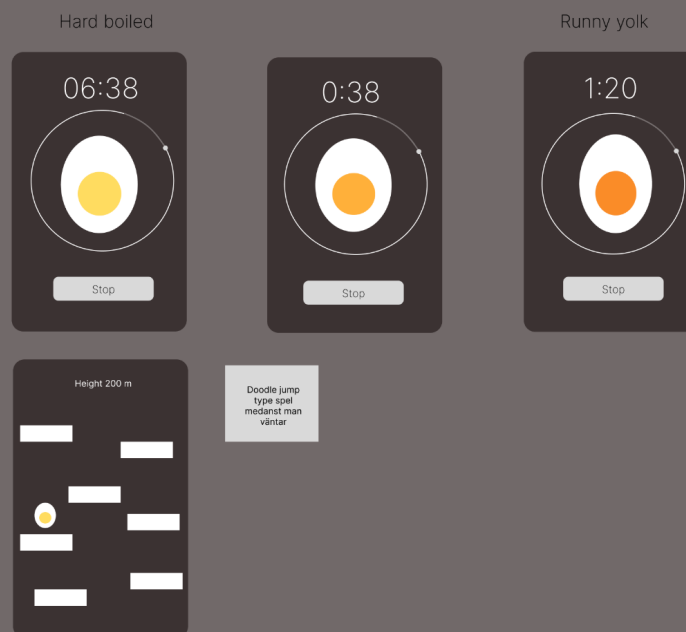 Hard boiled
Runny yolk
06:38
0:38
1:20
Stop
Stop
Stop
Height 200 m
Doodle jump
type spel
medanst man
väntar